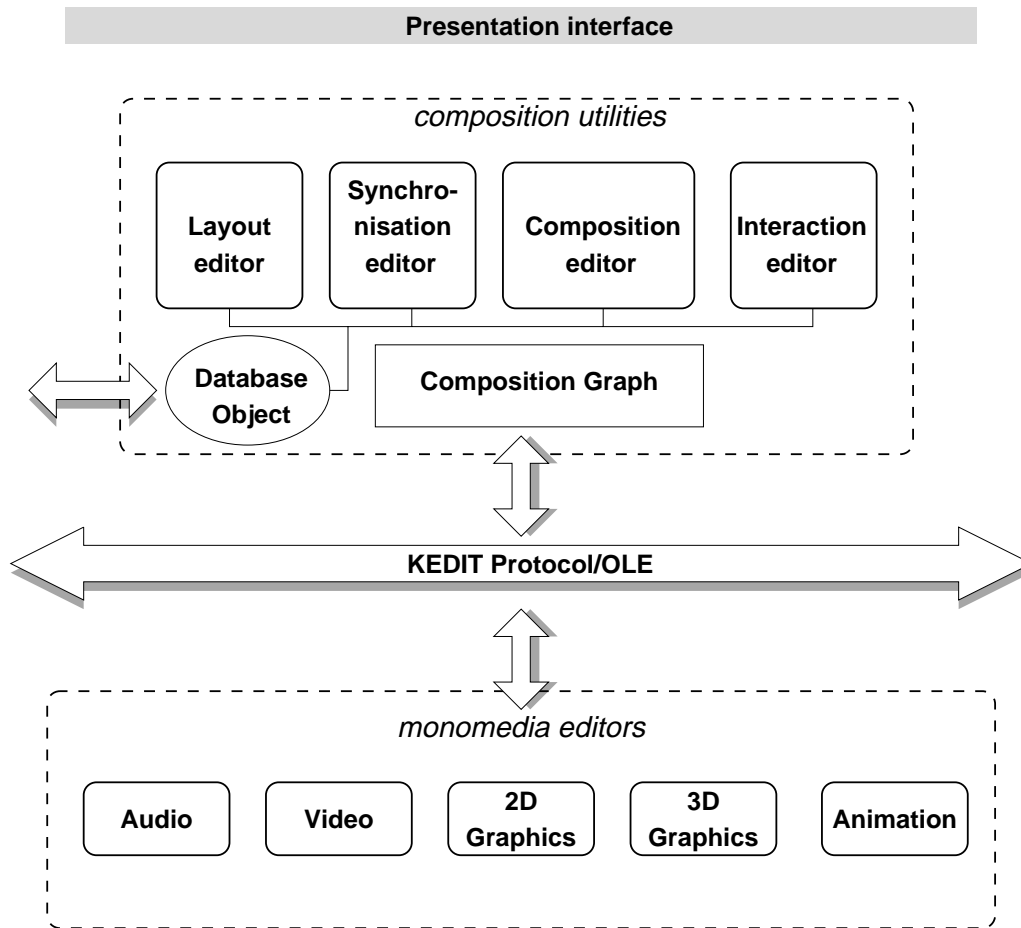 Presentation interface
composition utilities
Layout
editor
Synchro-
nisation
editor
Composition
editor
Interaction
editor
Database
Object
Composition Graph
KEDIT Protocol/OLE
monomedia editors
Audio
Video
2D
Graphics
3D
Graphics
Animation